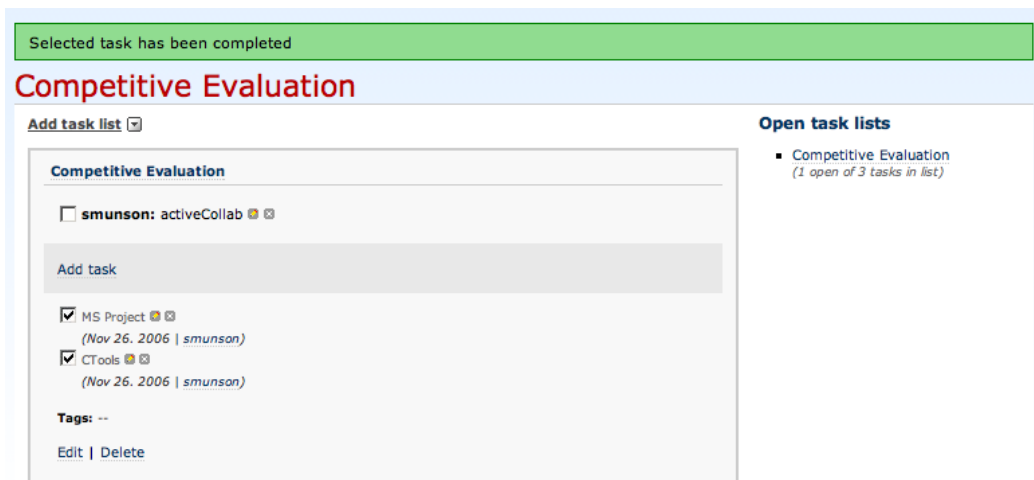 Selected task has been completed
Competitive Evaluation
Add task list
Competitive Evaluation
smunson: activeCollab
Add task
MS Project
(Nov 26. 2006 | smunson)
CTools
(Nov 26. 2006 | smunson)
Tags: --
Edit | Delete
Open task lists
Competitive Evaluation
(1 open of 3 tasks in list)